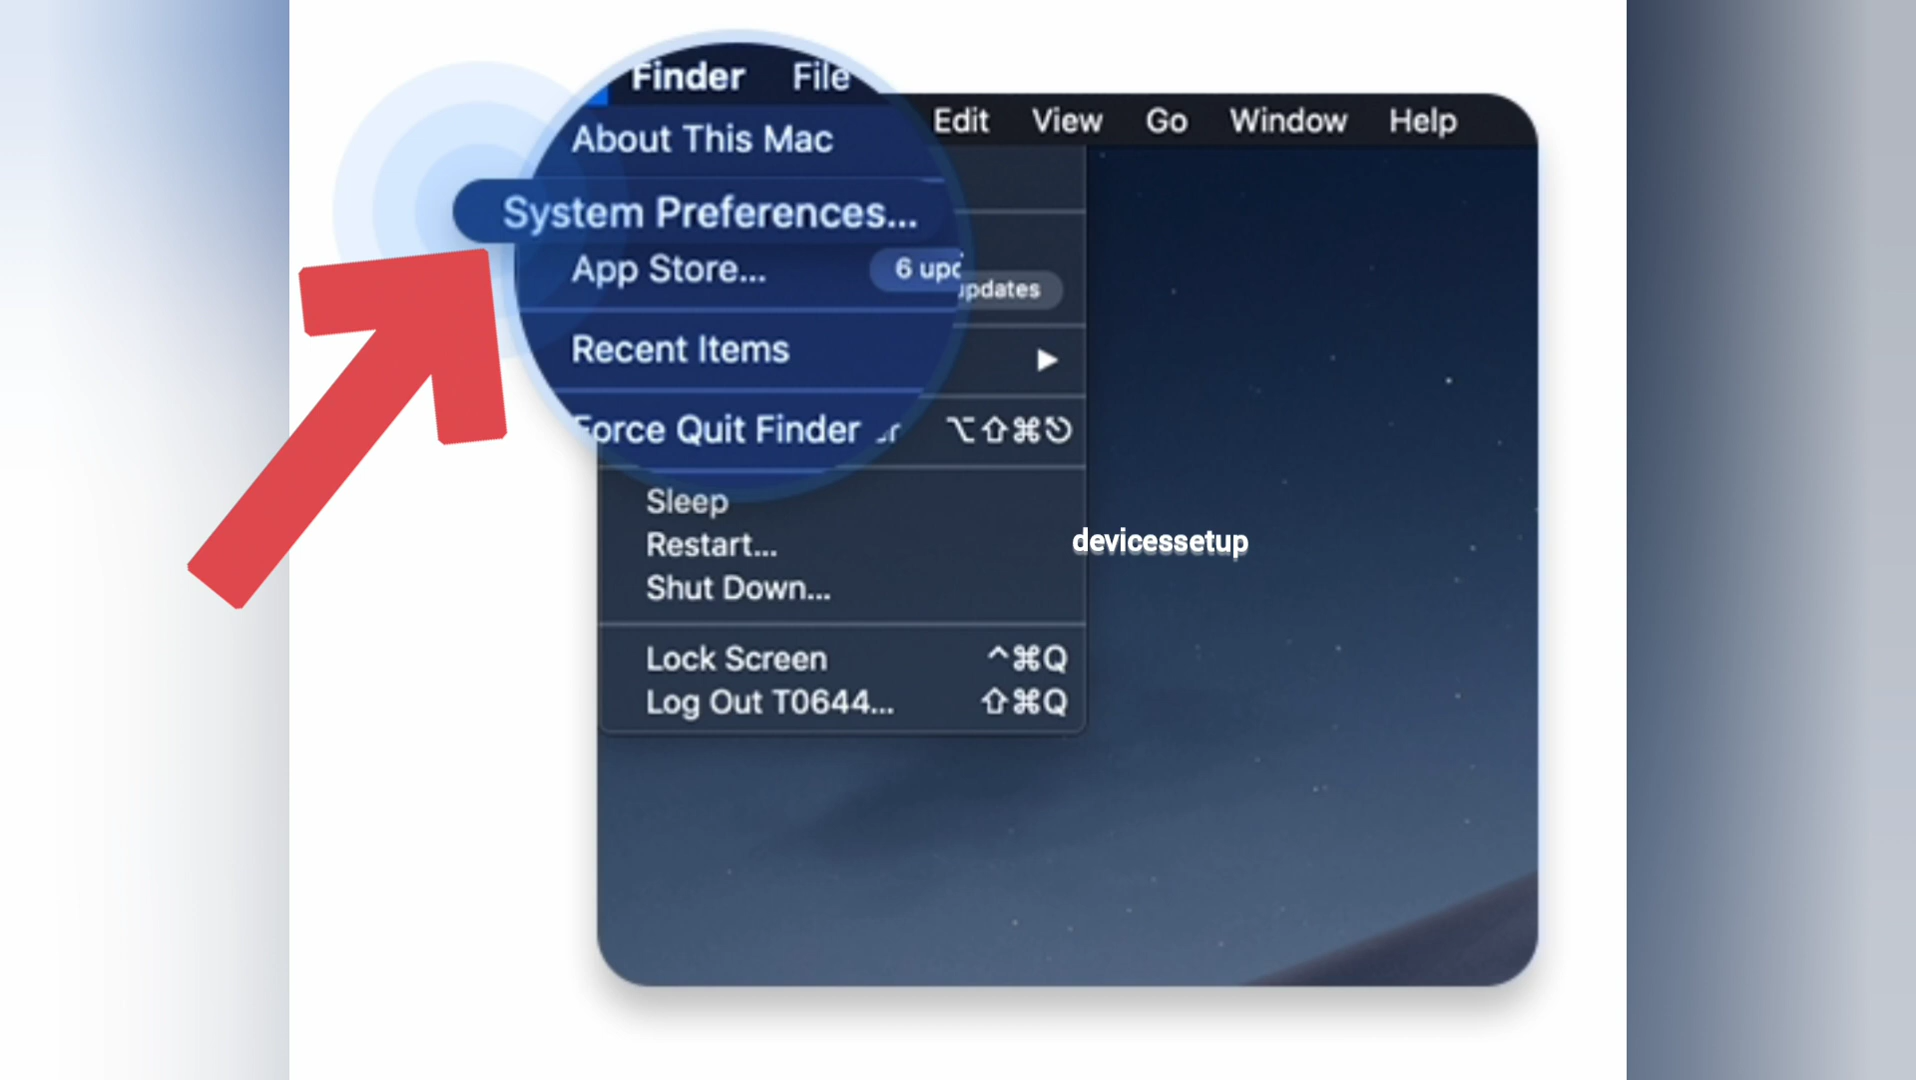 Finder File Edit View Go Window Help
About This Mac
System Preferences...
App Store... 6 upd updates
Recent Items ▶
Force Quit Finder er ⌥⇧⌘⎋
Sleep
Restart...
devicessetup
Shut Down...
Lock Screen ^⌘Q
Log Out T0644... ⇧⌘Q